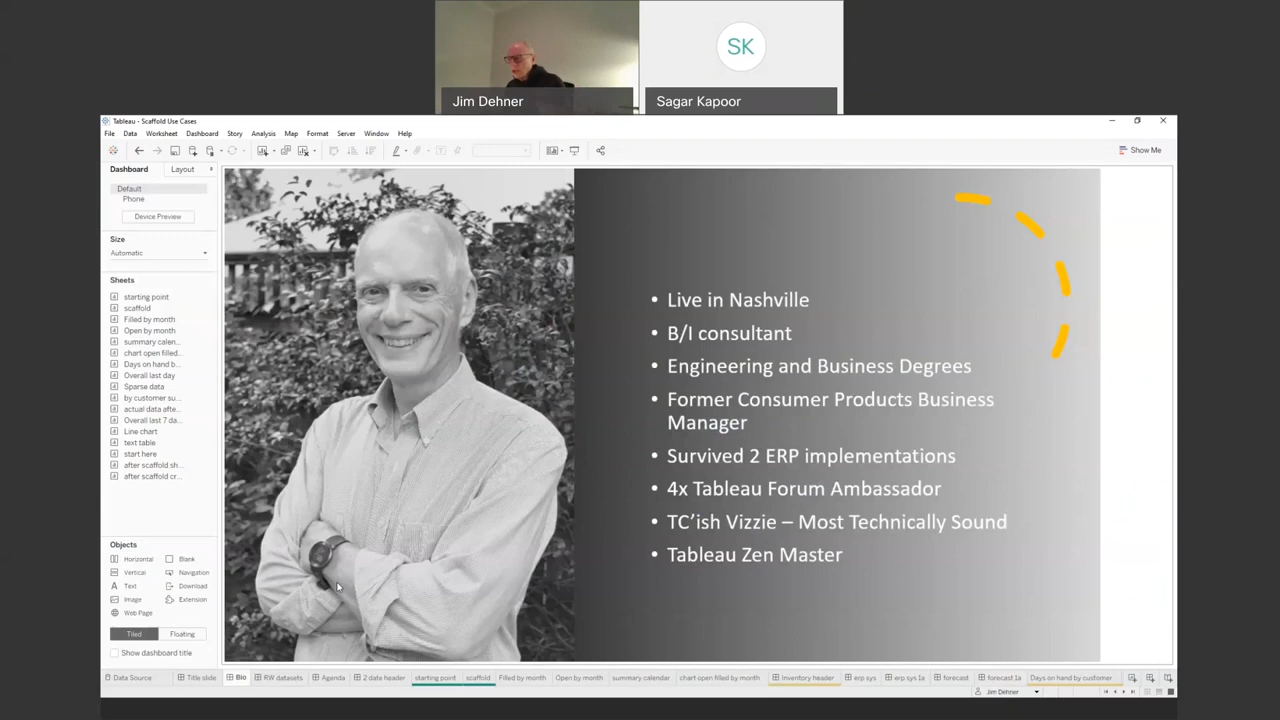 SK
Jim Dehner
Sagar Kapoor
Tableau - Scaffold Use Cases
File Data Worksheet Dashboard Story Analysis Map Format Server Window Help
Show Me
Dashboard Layout
Default
Phone
Device Preview
Size
Automatic
Sheets
starting point
scaffold
Filled by month
Open by month
summary calen...
chart open filled...
Days on hand b...
Overall last day
Sparse data
by customer su...
actual data afte...
Overall last 7 da...
Line chart
text table
start here
after scaffold sh...
after scaffold cr...
Objects
Horizontal Blank
Vertical Navigation
Text Download
Image Extension
Web Page
Tiled Floating
Show dashboard title
• Live in Nashville
• B/I consultant
• Engineering and Business Degrees
• Former Consumer Products Business
Manager
• Survived 2 ERP implementations
• 4x Tableau Forum Ambassador
• TC’ish Vizzie – Most Technically Sound
• Tableau Zen Master
Data Source Title slide Bio RW datasets Agenda 2 date header starting point scaffold Filled by month Open by month summary calendar chart open filled by month Inventory header erp sys erp sys 1a forecast forecast 1a Days on hand by customer
Jim Dehner